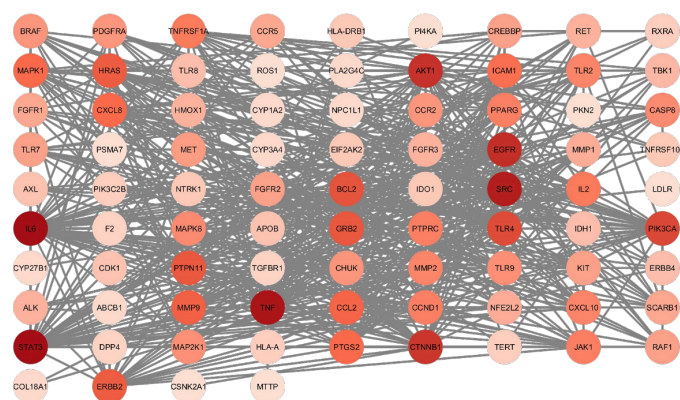 BRAF PDGFRA TNFRSF1A CCR5 HLA-DRB1 PI4KA CREBBP RET RXRA
MAPK1 HRAS TLR8 ROS1 PLA2G4C AKT1 ICAM1 TLR2 TBK1
FGFR1 CXCL8 HMOX1 CYP1A2 NPC1L1 CCR2 PPARG PKN2 CASP8
TLR7 PSMA7 MET CYP3A4 EIF2AK2 FGFR3 EGFR MMP1 TNFRSF10
AXL PIK3C2B NTRK1 FGFR2 BCL2 IDO1 SRC IL2 LDLR
IL6 F2 MAPK8 APOB GRB2 PTPRC TLR4 IDH1 PIK3CA
CYP27B1 CDK1 PTPN11 TGFBR1 CHUK MMP2 TLR9 KIT ERBB4
ALK ABCB1 MMP9 TNF CCL2 CCND1 NFE2L2 CXCL10 SCARB1
STAT3 DPP4 MAP2K1 HLA-A PTGS2 CTNNB1 TERT JAK1 RAF1
COL18A1 ERBB2 CSNK2A1 MTTP